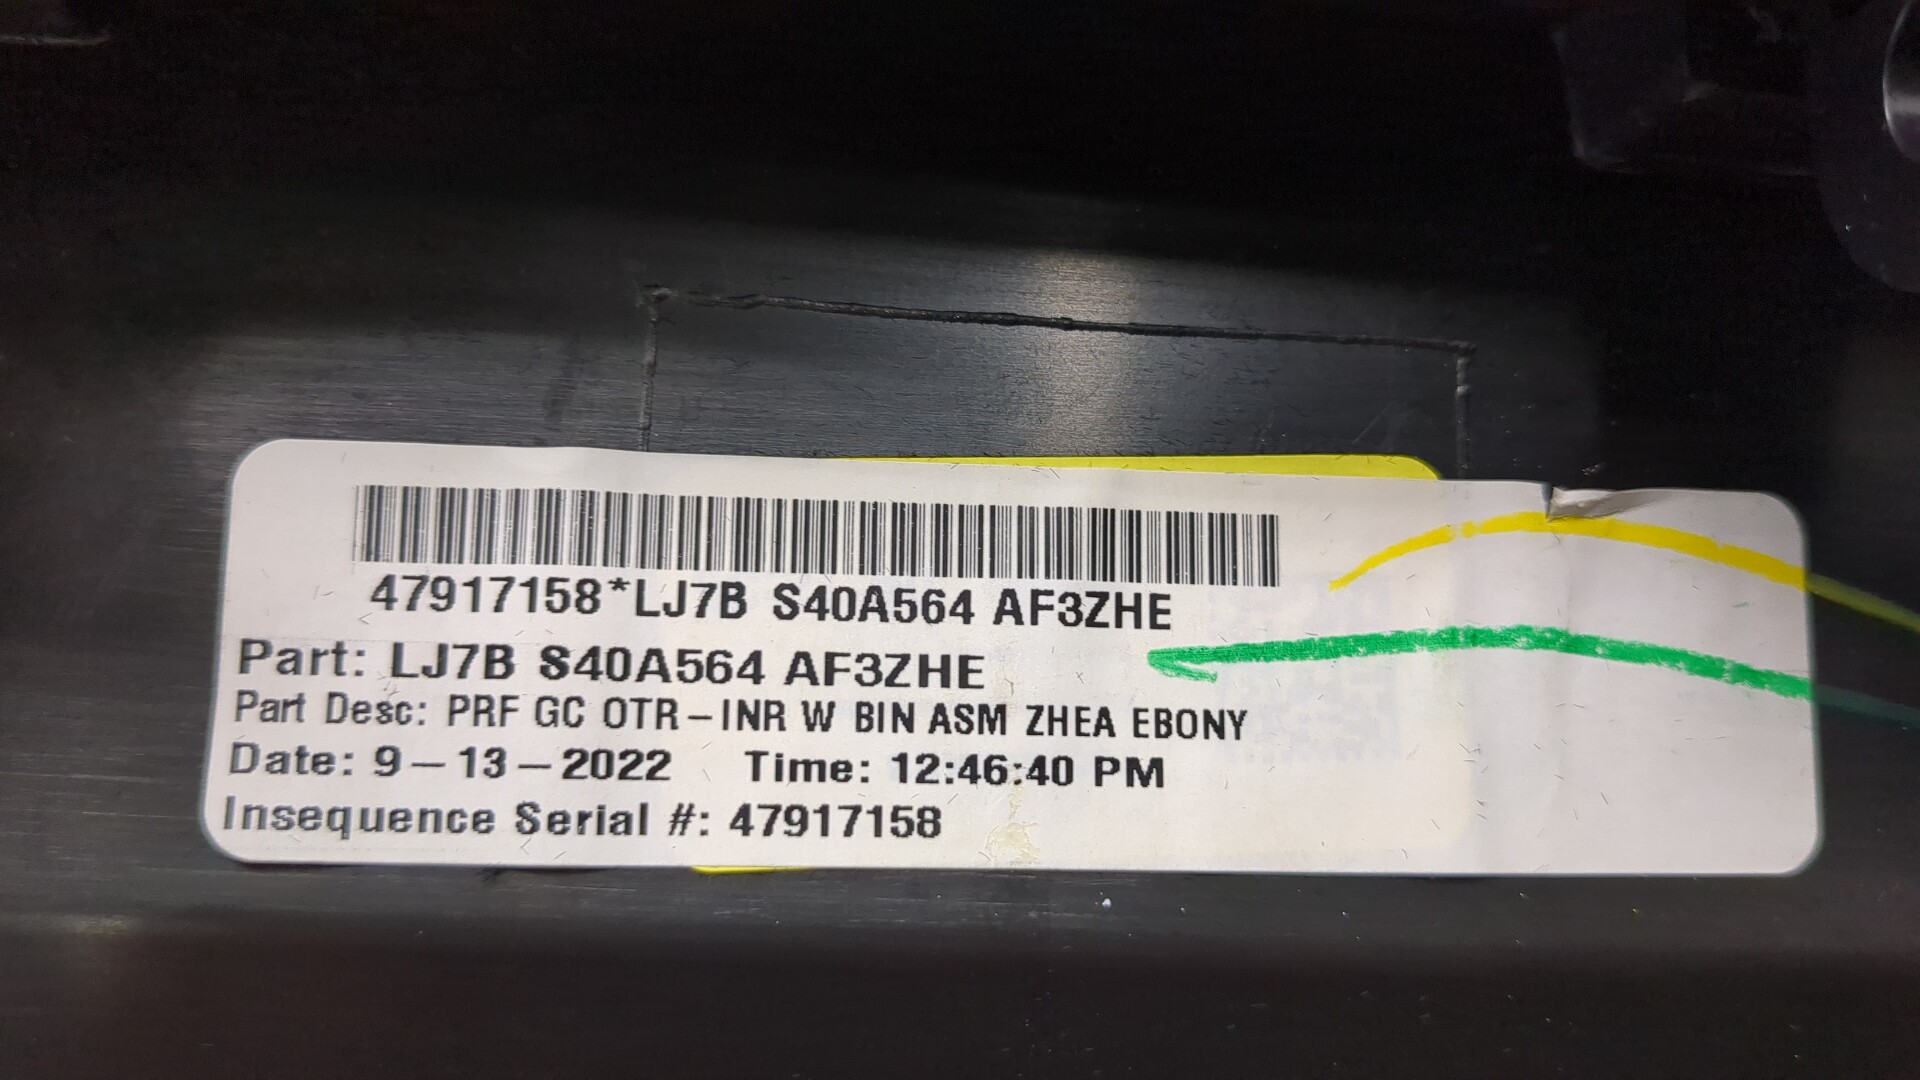 47917158*LJ7B S40A564 AF3ZHE
Part: LJ7B S40A564 AF3ZHE
Part Desc: PRF GC OTR-INR W BIN ASM ZHEA EBONY
Date: 9-13-2022 Time: 12:46:40 PM
Insequence Serial #: 47917158